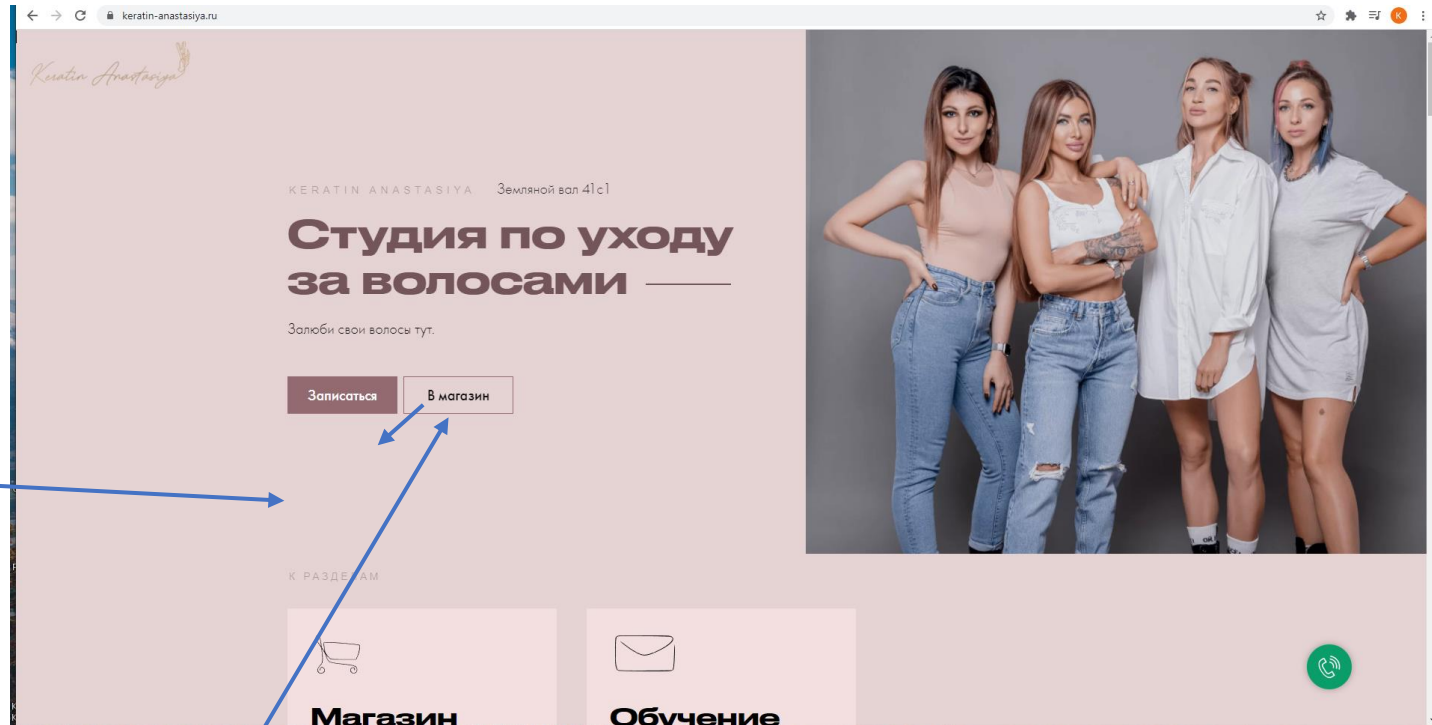 keratin-anastasiya.ru
K
Keratin Anastasiya
KERATIN ANASTASIYA Земляной вал 41с1
Студия по уходу
за волосами
Залюби свои волосы тут.
Записаться В магазин
К РАЗДЕЛАМ
Магазин Обучение